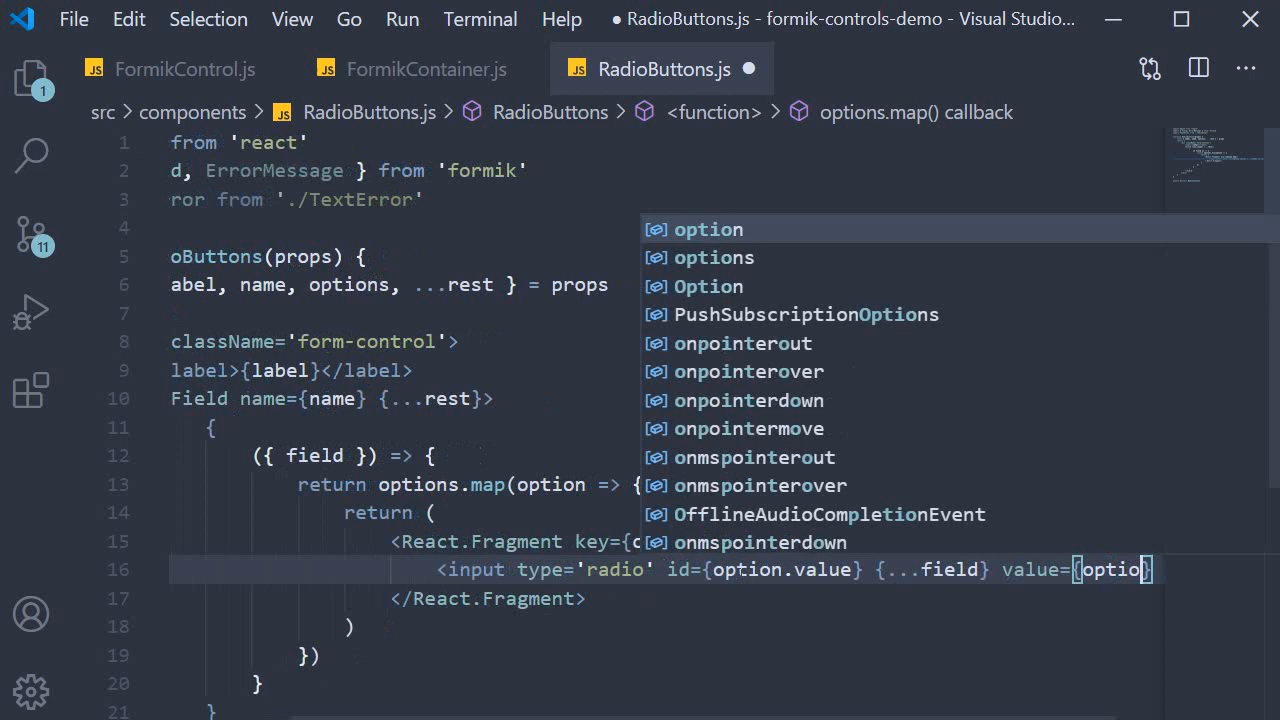 File Edit Selection View Go Run Terminal Help ● RadioButtons.js - formik-controls-demo - Visual Studio...
JS FormikControl.js JS FormikContainer.js JS RadioButtons.js ●
src > components > JS RadioButtons.js > RadioButtons > <function> > options.map() callback
1 from 'react'
2 d, ErrorMessage } from 'formik'
3 ror from './TextError'
4
5 oButtons(props) {
6 abel, name, options, ...rest } = props
7
8 className='form-control'>
9 label>{label}</label>
10 Field name={name} {...rest}>
11 {
12 ({ field }) => {
13 return options.map(option => {
14 return (
15 <React.Fragment key={
16 <input type='radio' id={option.value} {...field} value={optio}
17 </React.Fragment>
18 )
19 })
20 }
21 }
option
options
Option
PushSubscriptionOptions
onpointerout
onpointerover
onpointerdown
onpointermove
onmspointerout
onmspointerover
OfflineAudioCompletionEvent
onmspointerdown
1
11